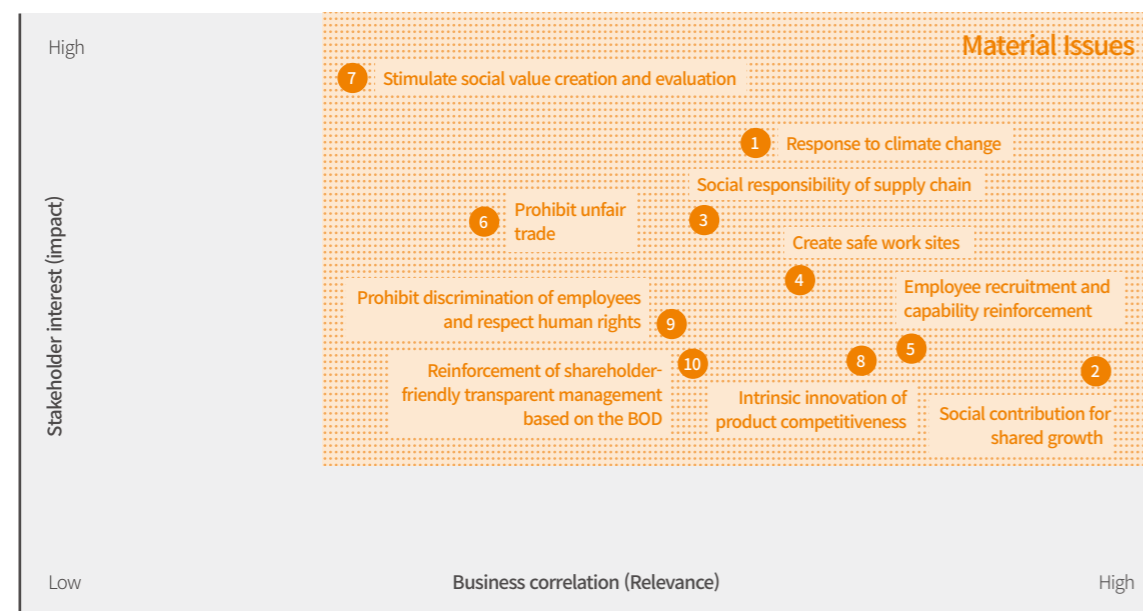 High
Material Issues
7 Stimulate social value creation and evaluation
1 Response to climate change
Social responsibility of supply chain
3
6 Prohibit unfair
trade
Create safe work sites
4
Employee recruitment and
capability reinforcement
5
Prohibit discrimination of employees
and respect human rights 9
Reinforcement of shareholder-
friendly transparent management
based on the BOD
10
8
Intrinsic innovation of
product competitiveness
2
Social contribution for
shared growth
Stakeholder interest (impact)
Low
Business correlation (Relevance)
High